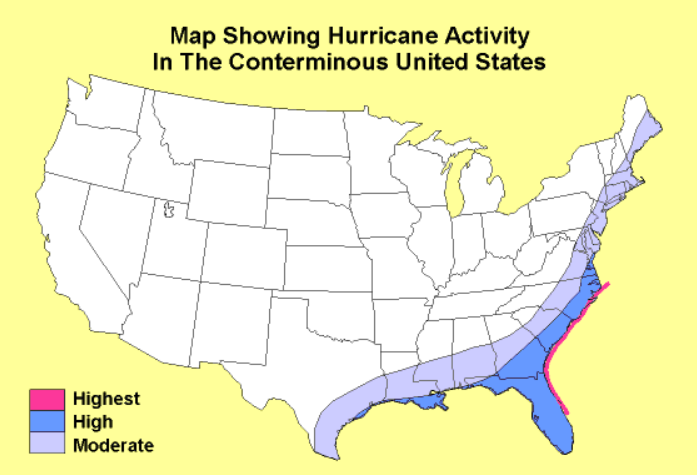 Map Showing Hurricane Activity
In The Conterminous United States
Highest
High
Moderate